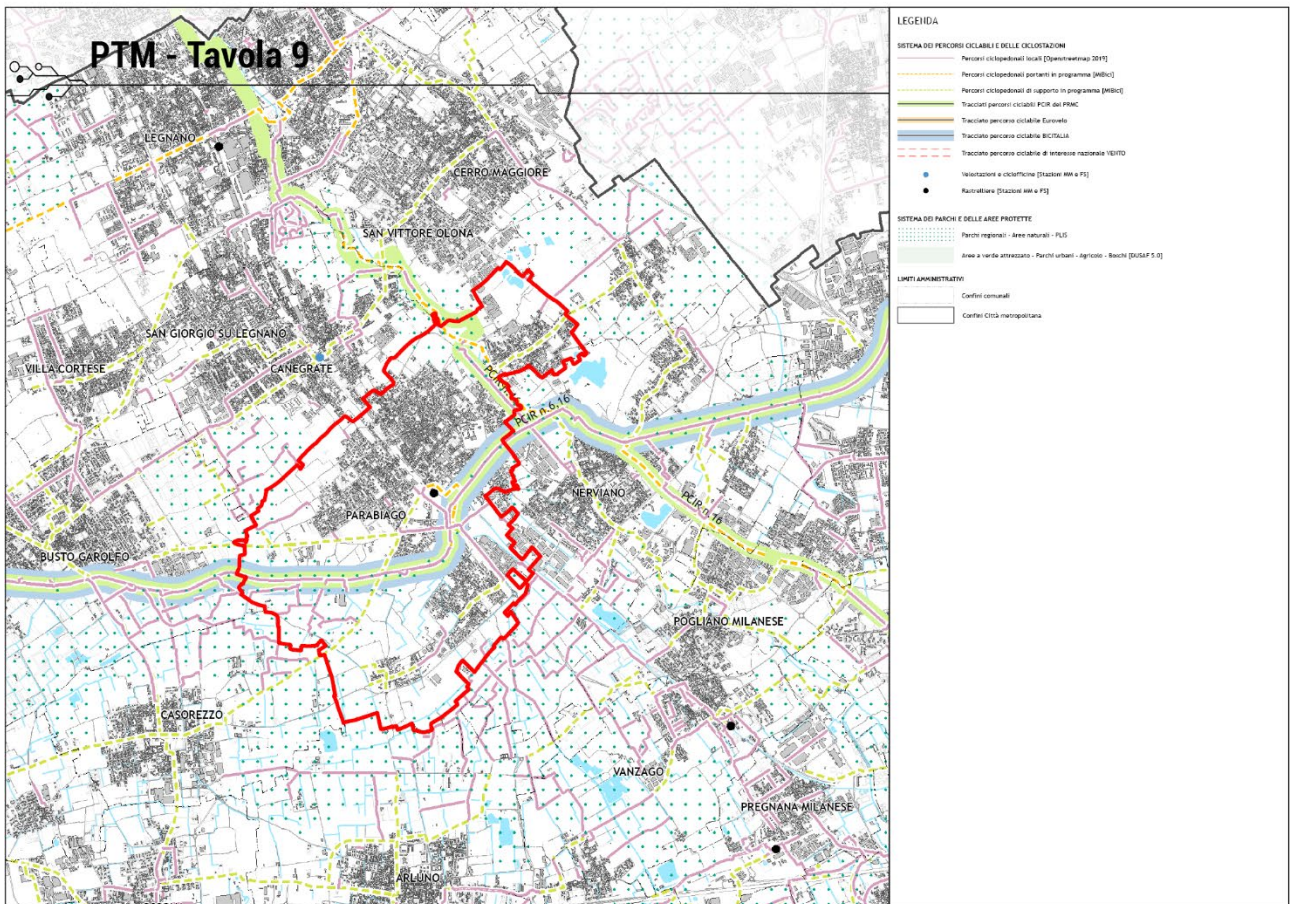 PTM - Tavola 9
LEGNANO
CERRO MAGGIORE
SAN VITTORE OLONA
SAN GIORGIO SU LEGNANO
VILLA CORTESE
CANEGRATE
PCIR n.6,16
NERVIANO
PARABIAGO
PCIR n. 16
BUSTO GAROLFO
POGLIANO MILANESE
CASOREZZO
VANZAGO
PREGNANA MILANESE
ARLUNO
LEGENDA
SISTEMA DEI PERCORSI CICLABILI E DELLE CICLOSTAZIONI
Percorsi ciclopedonali locali [Openstreetmap 2019]
Percorsi ciclopedonali portanti in programma [MiBici]
Percorsi ciclopedonali di supporto in programma [MiBici]
Tracciati percorsi ciclabili PCIR del PRMC
Tracciato percorso ciclabile Eurovelo
Tracciato percorso ciclabile BICITALIA
Tracciato percorso ciclabile di interesse nazionale VENTO
Velostazioni e ciclofficine [Stazioni MM e FS]
Rastrelliere [Stazioni MM e FS]
SISTEMA DEI PARCHI E DELLE AREE PROTETTE
Parchi regionali - Aree naturali - PLIS
Aree a verde attrezzato - Parchi urbani - Agricolo - Boschi [DUSAF 5.0]
LIMITI AMMINISTRATIVI
Confini comunali
Confini Città metropolitana